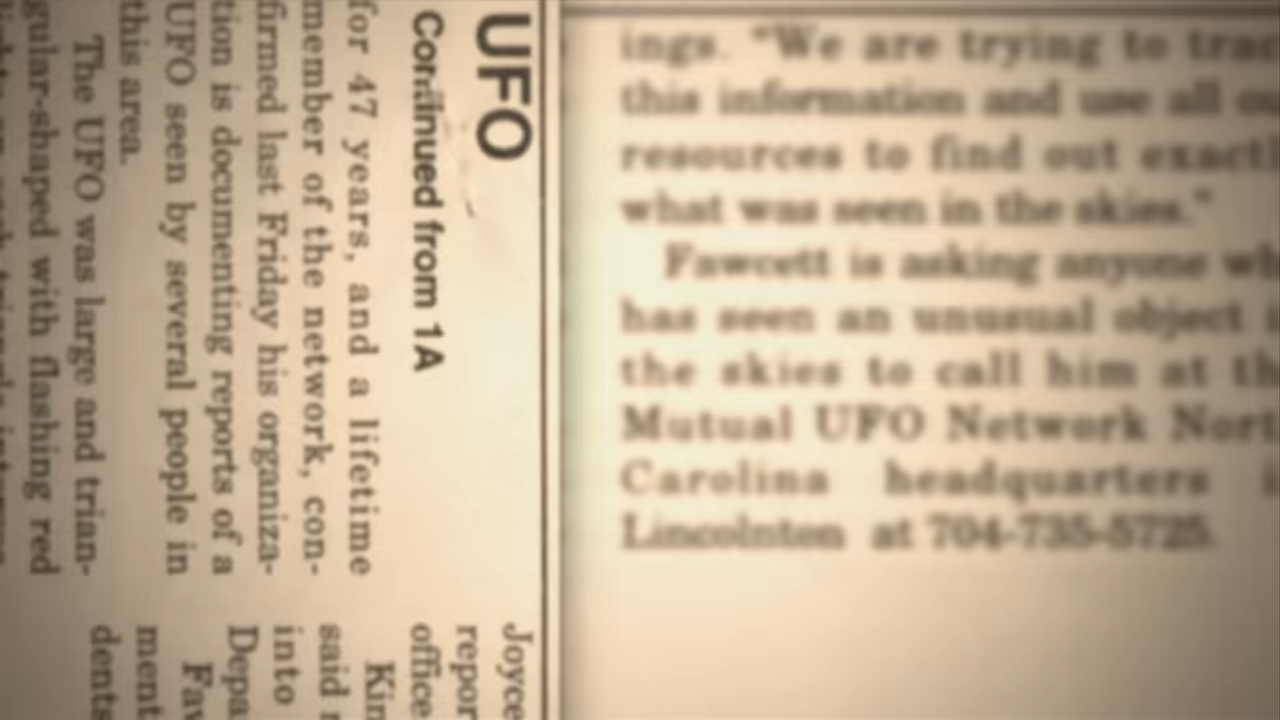 UFO
Continued from 1A
for 47 years, and a lifetime
member of the network, con-
firmed last Friday his organiza-
tion is documenting reports of a
UFO seen by several people in
this area.
The UFO was large and trian-
gular-shaped with flashing red
Joyce
repor
office
Kin
said
into
Depa
Faw
ment
dents
ings. "We are trying to trac
this information and use all ou
resources to find out exactl
what was seen in the skies."
Fawcett is asking anyone wh
has seen an unusual object i
the skies to call him at th
Mutual UFO Network Nort
Carolina headquarters i
Lincolnton at 704-735-5725.